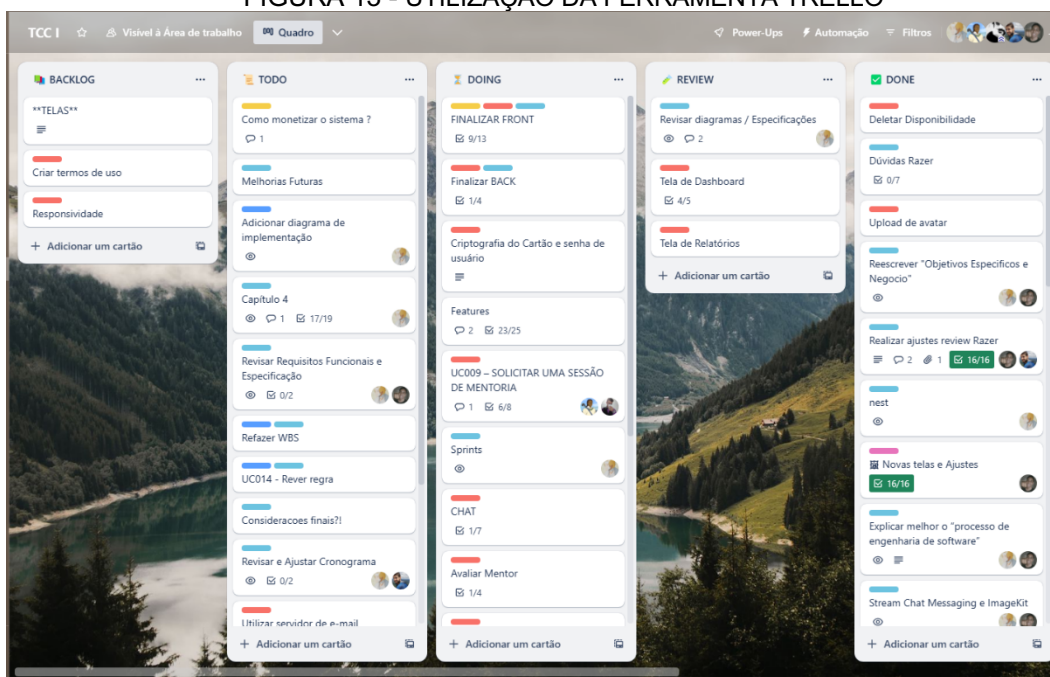 FIGURA 15 - UTILIZAÇÃO DA FERRAMENTA TRELLO
TCC I
Visível à Área de trabalho
Quadro
Power-Ups
Automação
Filtros
BACKLOG
**TELAS**
Criar termos de uso
Responsividade
+ Adicionar um cartão
TODO
Como monetizar o sistema ?
1
Melhorias Futuras
Adicionar diagrama de
implementação
Capítulo 4
1 17/19
Revisar Requisitos Funcionais e
Especificação
0/2
Refazer WBS
UC014 - Rever regra
Consideracoes finais?!
Revisar e Ajustar Cronograma
0/2
Utilizar servidor de e-mail
+ Adicionar um cartão
DOING
FINALIZAR FRONT
9/13
Finalizar BACK
1/4
Criptografia do Cartão e senha de
usuário
Features
2 23/25
UC009 – SOLICITAR UMA SESSÃO
DE MENTORIA
1 6/8
Sprints
CHAT
1/7
Avaliar Mentor
1/4
+ Adicionar um cartão
REVIEW
Revisar diagramas / Especificações
2
Tela de Dashboard
4/5
Tela de Relatórios
+ Adicionar um cartão
DONE
Deletar Disponibilidade
Dúvidas Razer
0/7
Upload de avatar
Reescrever "Objetivos Especificos e
Negocio"
Realizar ajustes review Razer
2 1 16/16
nest
Novas telas e Ajustes
16/16
Explicar melhor o "processo de
engenharia de software"
Stream Chat Messaging e ImageKit
+ Adicionar um cartão